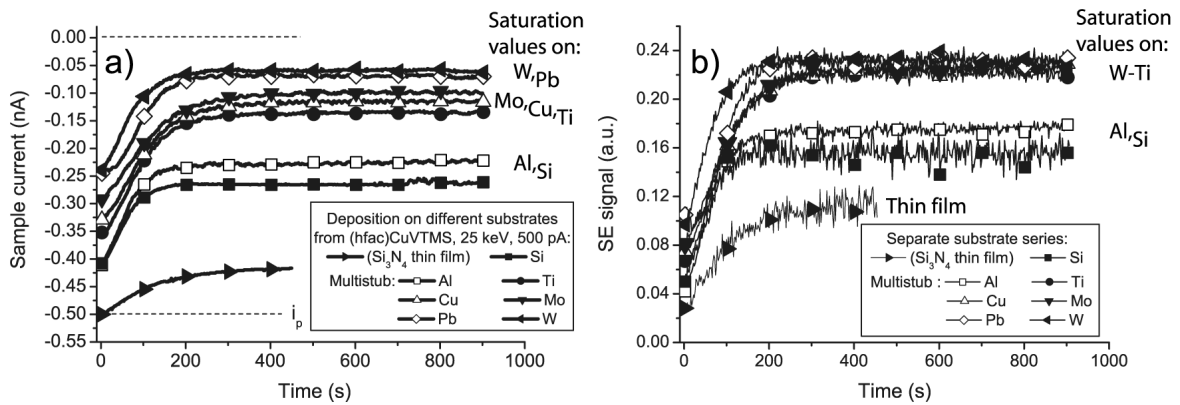 Saturation
values on:
a)
0.00
-0.05
-0.10
-0.15
-0.20
-0.25
-0.30
-0.35
-0.40
-0.45
-0.50
-0.55
Sample current (nA)
W,Pb
Mo,Cu,Ti
Al,Si
Deposition on different substrates
from (hfac)CuVTMS, 25 keV, 500 pA:
(Si₃N₄ thin film) Si
Multistub: Al Ti
Cu Mo
Pb W
iₚ
0 200 400 600 800 1000
Time (s)
Saturation
values on:
b)
0.24
0.20
0.16
0.12
0.08
0.04
0.00
SE signal (a.u.)
W-Ti
Al,Si
Thin film
Separate substrate series:
(Si₃N₄ thin film) Si
Multistub : Al Ti
Cu Mo
Pb W
0 200 400 600 800 1000
Time (s)